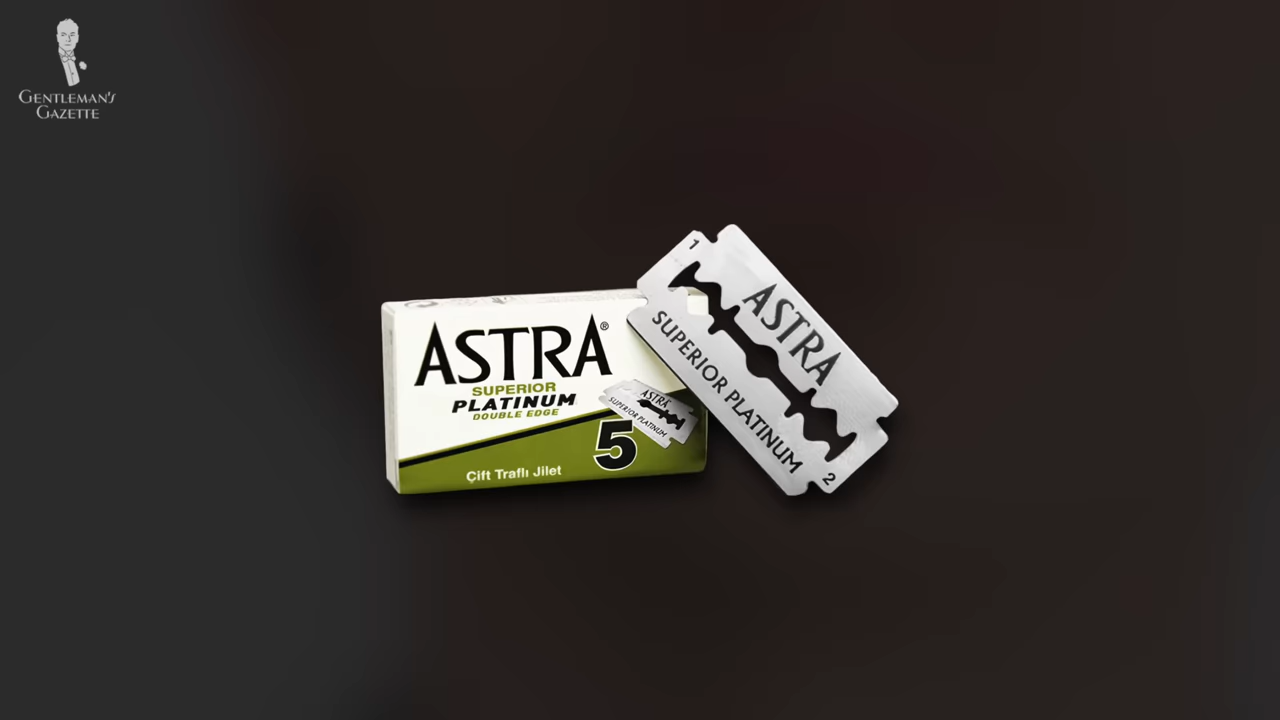 GENTLEMAN'S
GAZETTE
ASTRA®
SUPERIOR
PLATINUM
DOUBLE EDGE
ASTRA
SUPERIOR PLATINUM
5
Çift Traflı Jilet
1
ASTRA
SUPERIOR PLATINUM
2